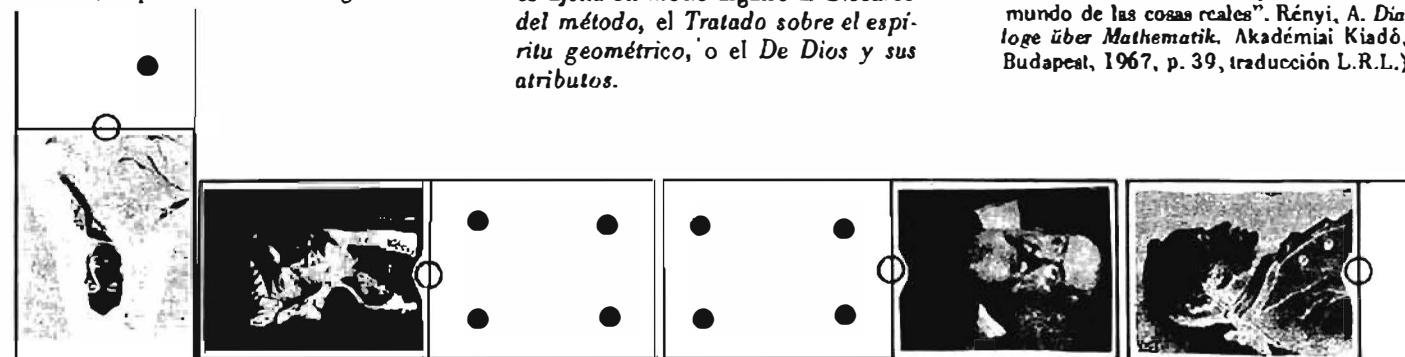 del método, el Tratado sobre el espí-
ritu geométrico, o el De Dios y sus
atributos.
mundo de las cosas reales”. Rényi, A. Dia-
loge über Mathematik. Akadémiai Kiadó,
Budapest, 1967, p. 39, traducción L.R.L.)